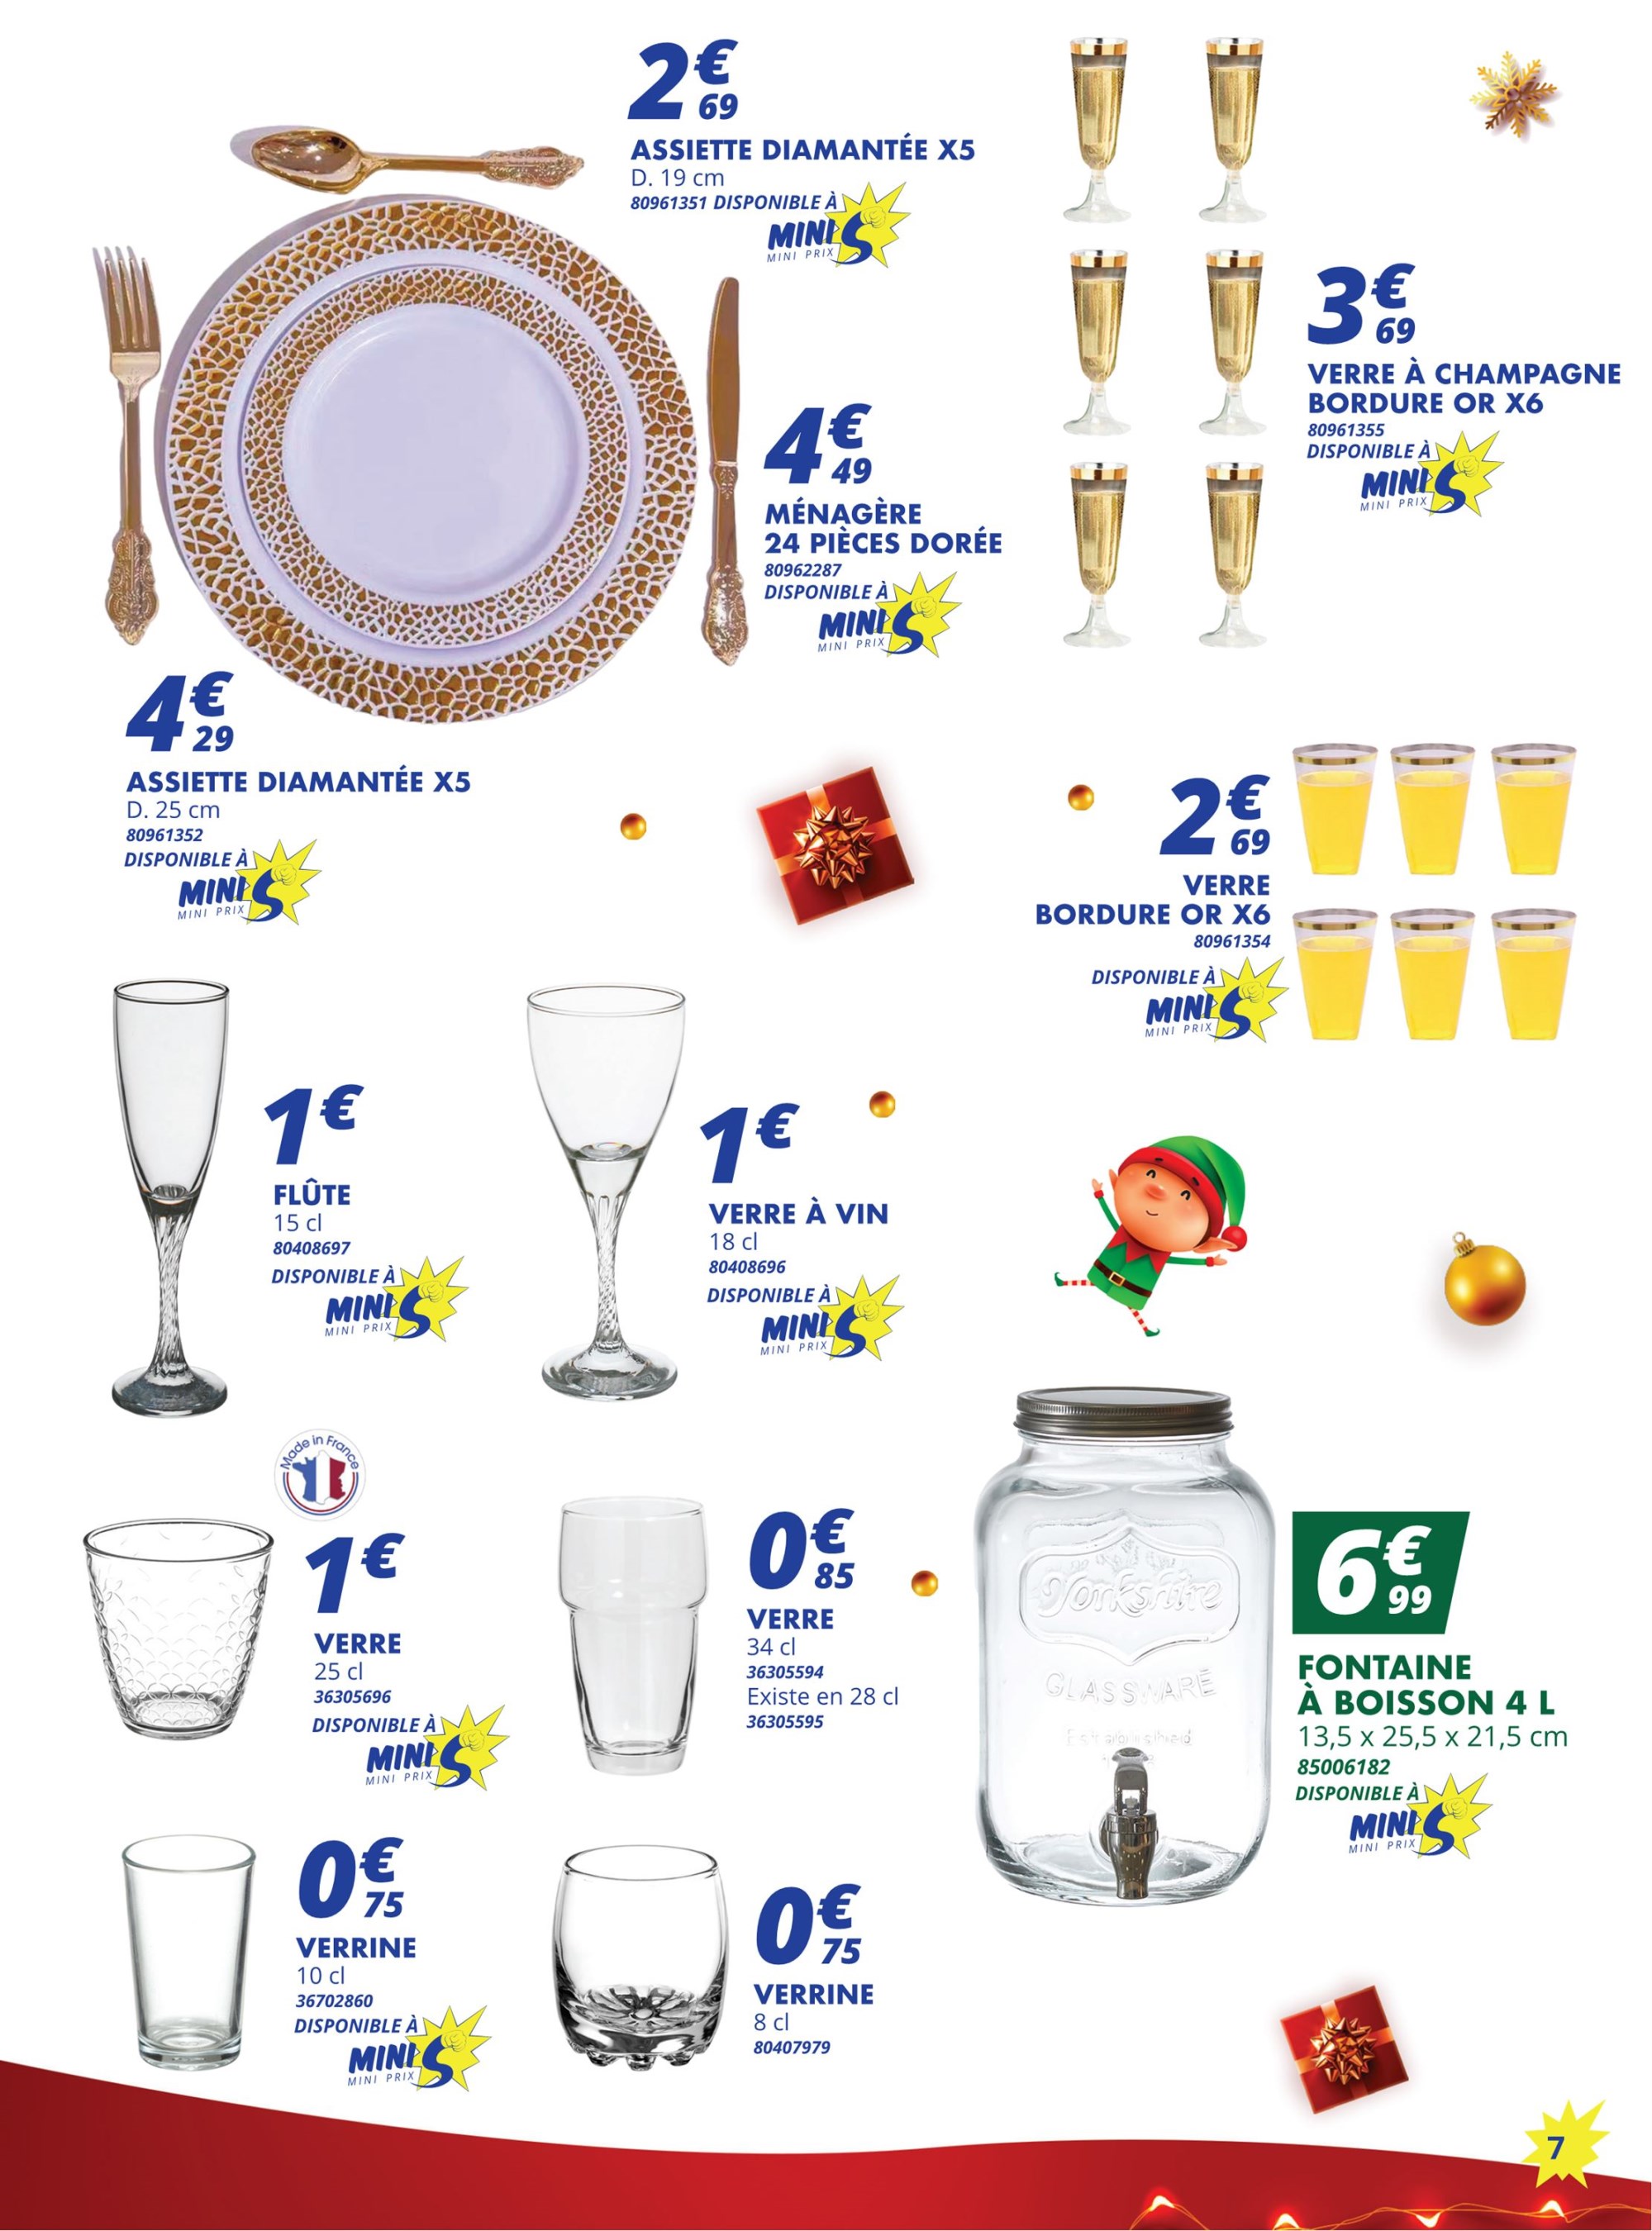 2€69
ASSIETTE DIAMANTÉE X5
D. 19 cm
80961351 DISPONIBLE À
MINI S
MINI PRIX
3€69
VERRE À CHAMPAGNE
BORDURE OR X6
80961355
DISPONIBLE À
MINI S
MINI PRIX
4€49
MÉNAGÈRE
24 PIÈCES DORÉE
80962287
DISPONIBLE À
MINI S
MINI PRIX
4€29
ASSIETTE DIAMANTÉE X5
D. 25 cm
80961352
DISPONIBLE À
MINI S
MINI PRIX
2€69
VERRE
BORDURE OR X6
80961354
DISPONIBLE À
MINI S
MINI PRIX
1€
FLÛTE
15 cl
80408697
DISPONIBLE À
MINI S
MINI PRIX
1€
VERRE À VIN
18 cl
80408696
DISPONIBLE À
MINI S
MINI PRIX
Made in France
1€
VERRE
25 cl
36305696
DISPONIBLE À
MINI S
MINI PRIX
0€85
VERRE
34 cl
36305594
Existe en 28 cl
36305595
Yorkshire
GLASSWARE
Established
6€99
FONTAINE
À BOISSON 4 L
13,5 x 25,5 x 21,5 cm
85006182
DISPONIBLE À
MINI S
MINI PRIX
0€75
VERRINE
10 cl
36702860
DISPONIBLE À
MINI S
MINI PRIX
0€75
VERRINE
8 cl
80407979
7